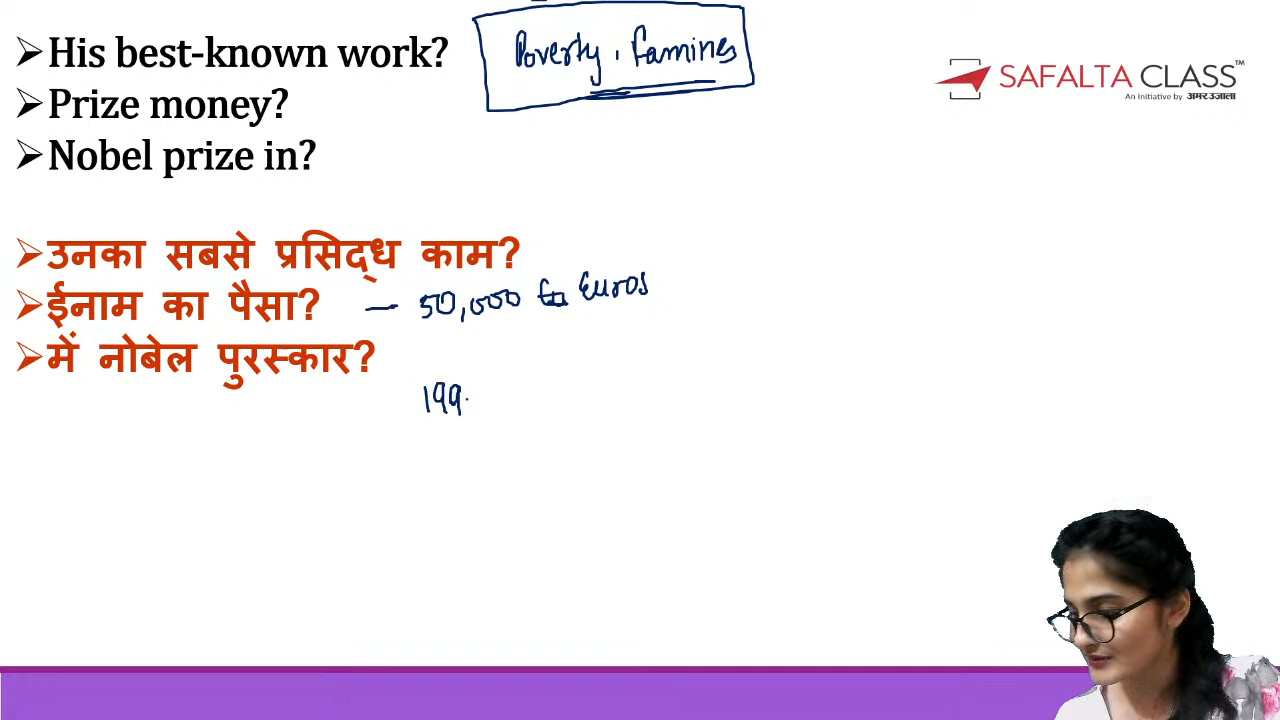 ➢His best-known work? Poverty, famines
➢Prize money?
➢Nobel prize in?
SAFALTA CLASS™
An Initiative by अमर उजाला
➢उनका सबसे प्रसिद्ध काम?
➢ईनाम का पैसा? — 50,000 Euros
➢में नोबेल पुरस्कार?
199